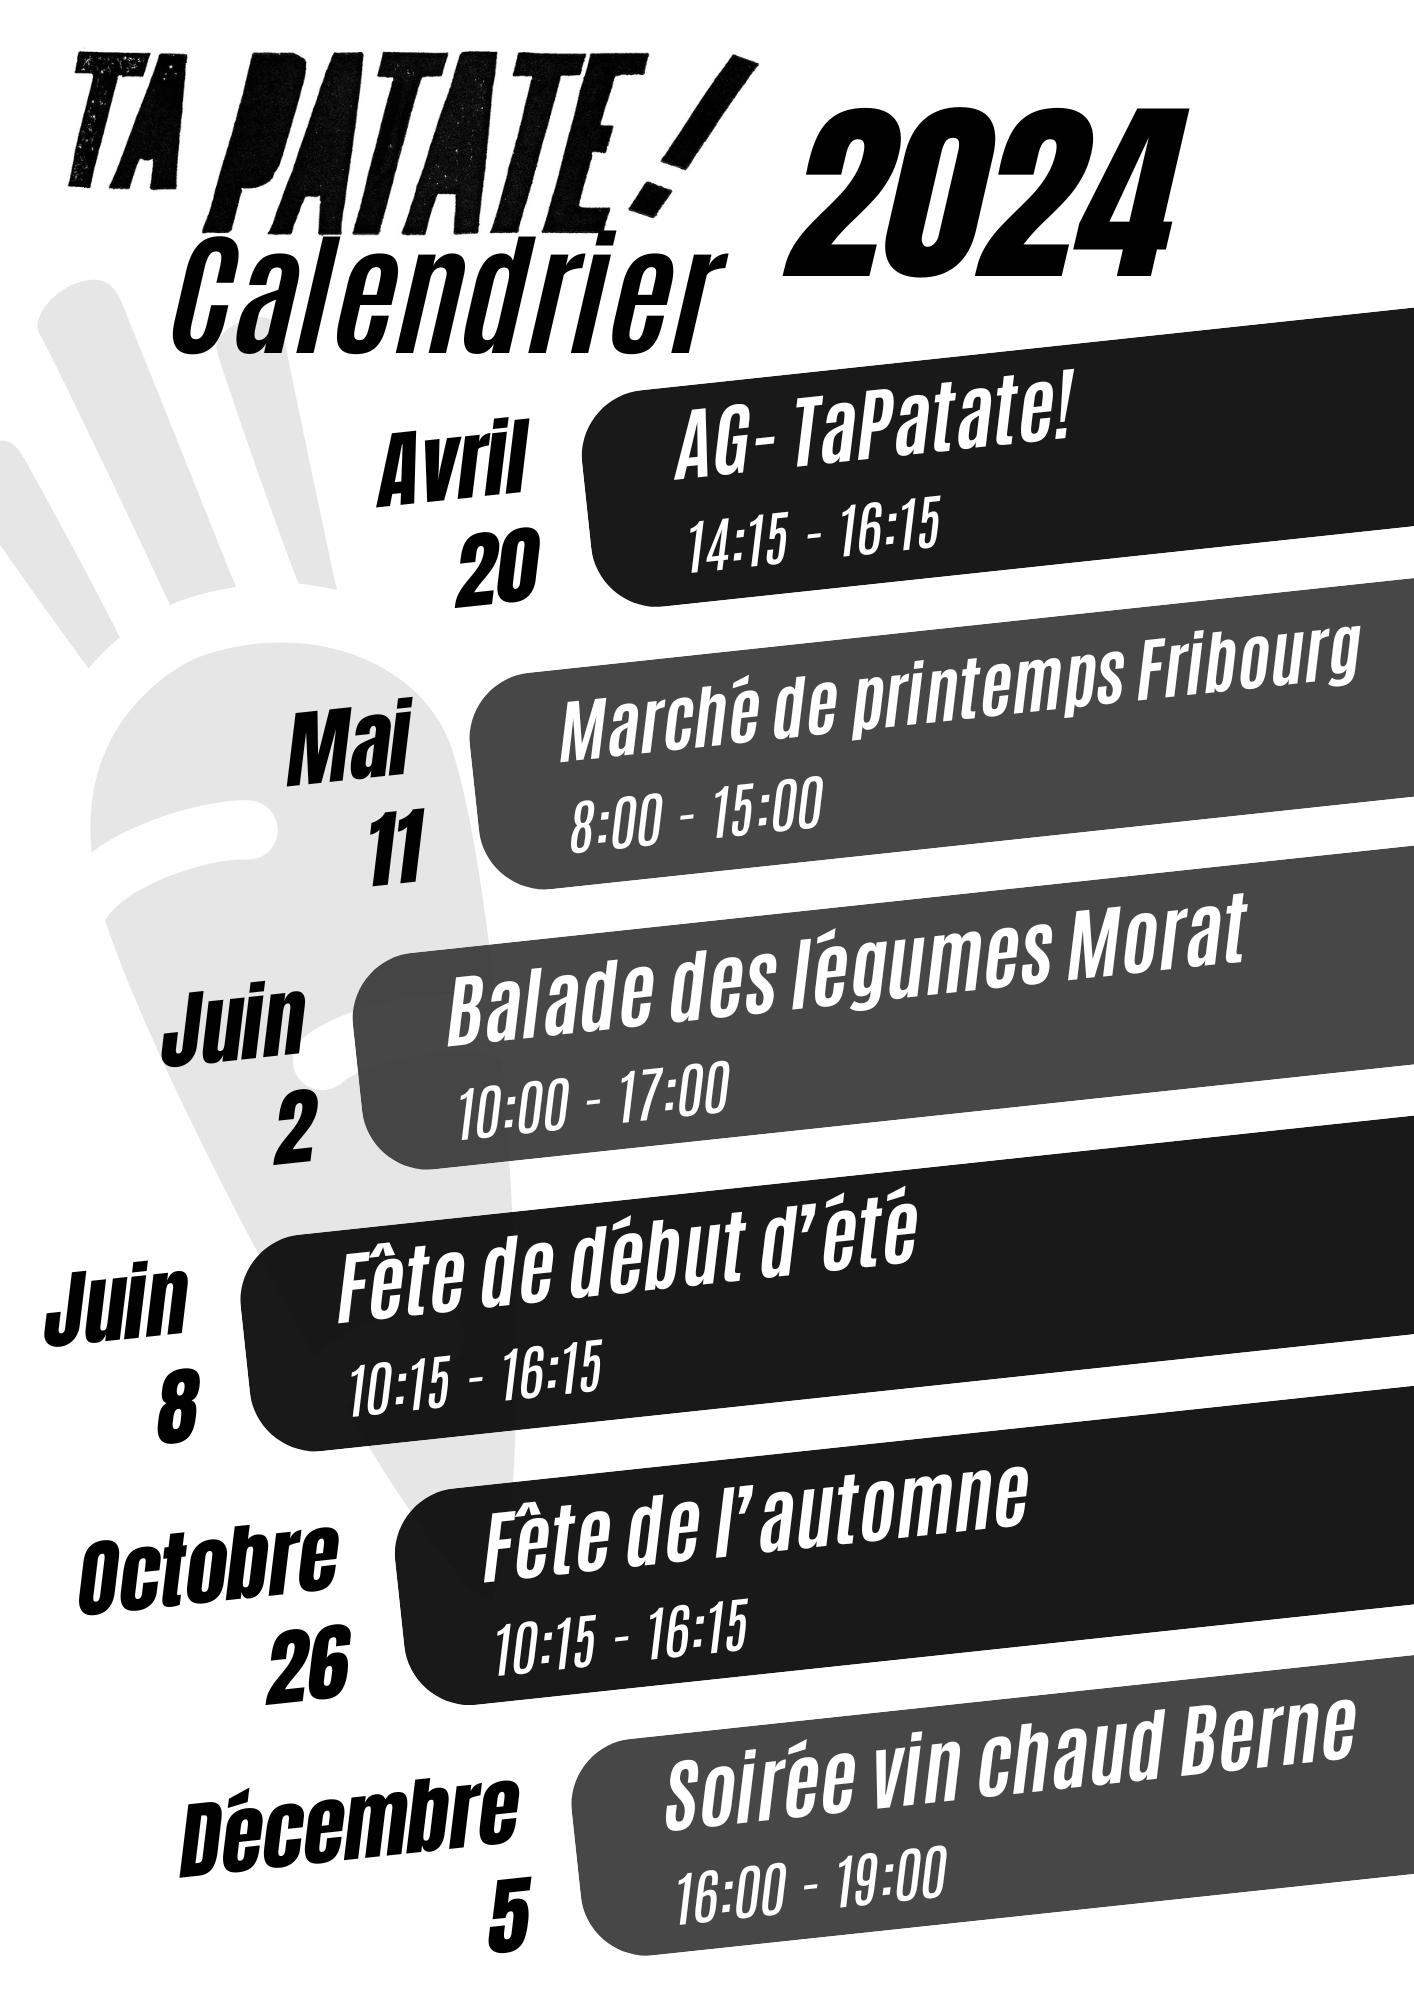 TA PATATE!
2024
Calendrier
Avril
20
AG- TaPatate!
14:15 - 16:15
Mai
11
Marché de printemps Fribourg
8:00 - 15:00
Juin
2
Balade des légumes Morat
10:00 - 17:00
Juin
8
Fête de début d’été
10:15 - 16:15
Octobre
26
Fête de l’automne
10:15 - 16:15
Décembre
5
Soirée vin chaud Berne
16:00 - 19:00